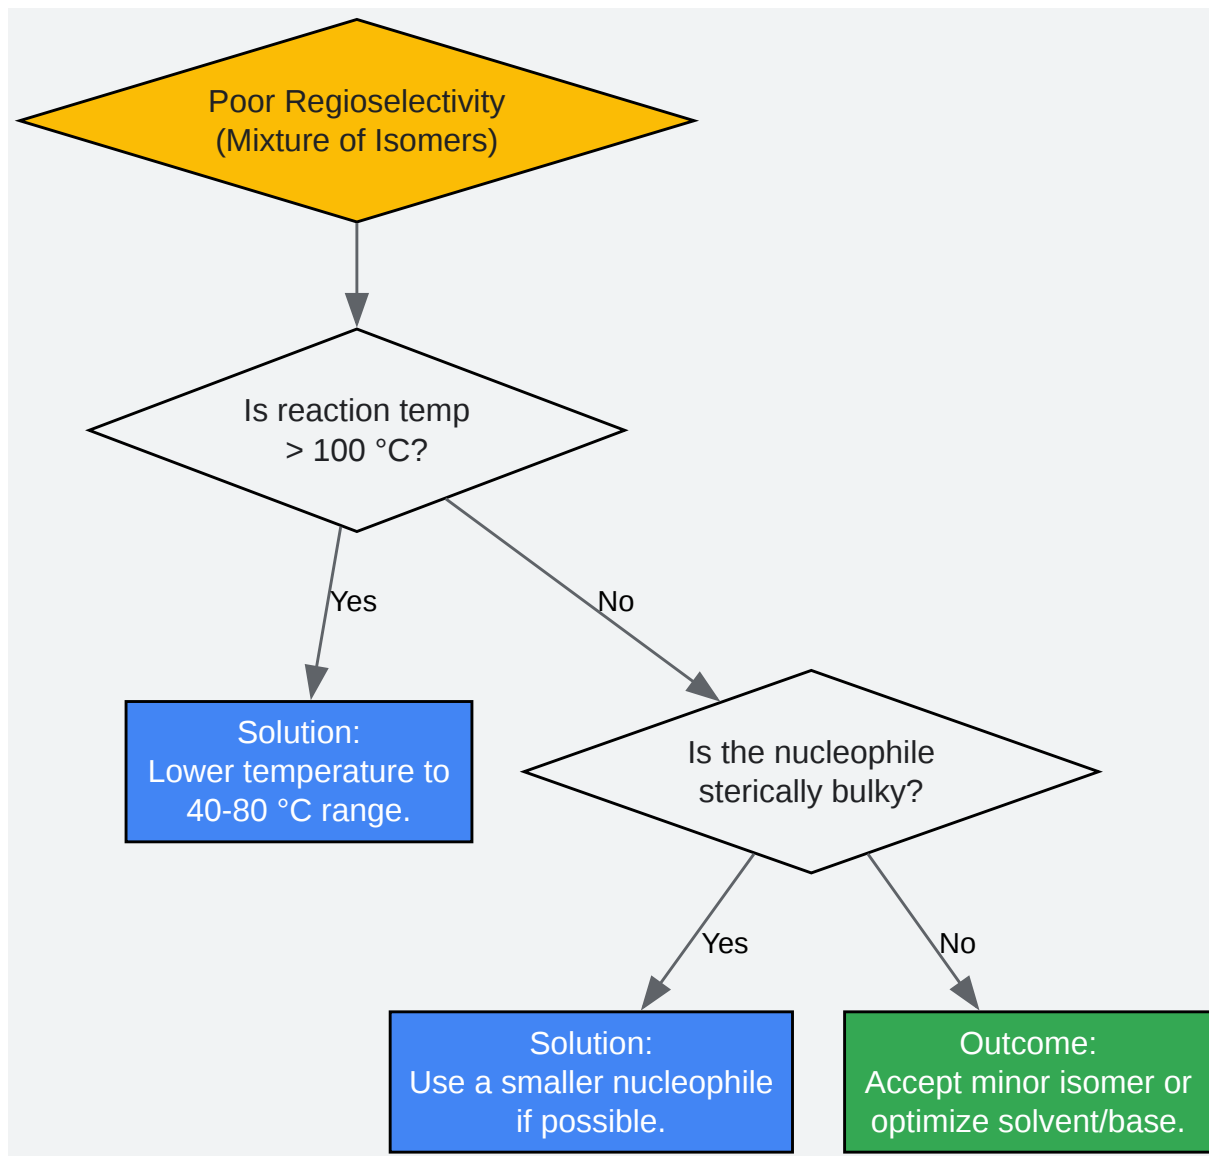 Poor Regioselectivity
(Mixture of Isomers)
Is reaction temp
> 100 °C?
Yes
No
Solution:
Lower temperature to
40-80 °C range.
Is the nucleophile
sterically bulky?
Yes
No
Solution:
Use a smaller nucleophile
if possible.
Outcome:
Accept minor isomer or
optimize solvent/base.